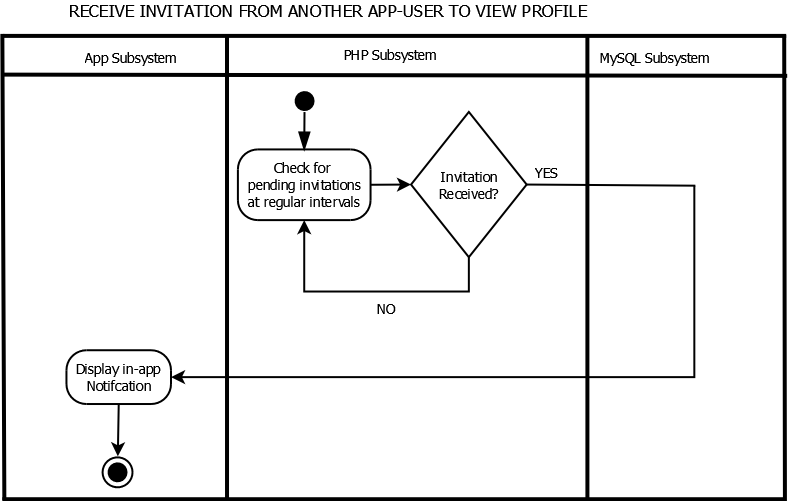 RECEIVE INVITATION FROM ANOTHER APP-USER TO VIEW PROFILE
App Subsystem
PHP Subsystem
MySQL Subsystem
Check for
pending invitations
at regular intervals
Invitation
Received?
YES
NO
Display in-app
Notifcation